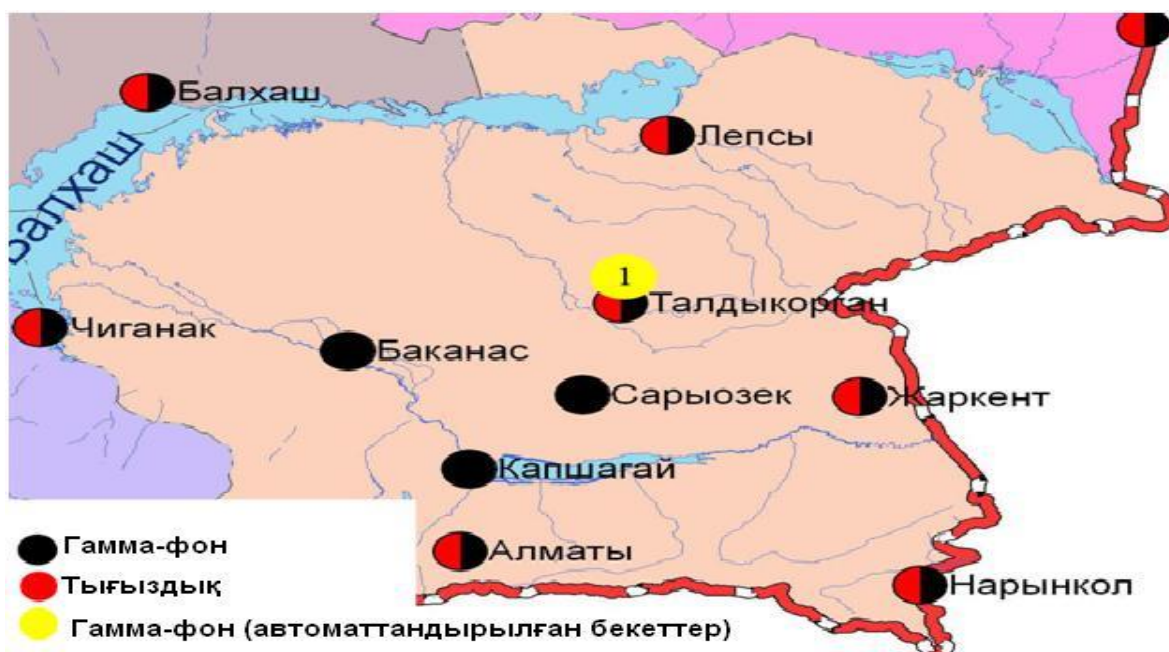 Балхаш
Лепсы
Балхаш
1
Талдыкорган
Чиганак
Баканас
Сарыозек
Жаркент
Капшагай
Алматы
Нарынкол
Гамма-фон
Тығыздық
Гамма-фон (автоматтандырылған бекеттер)